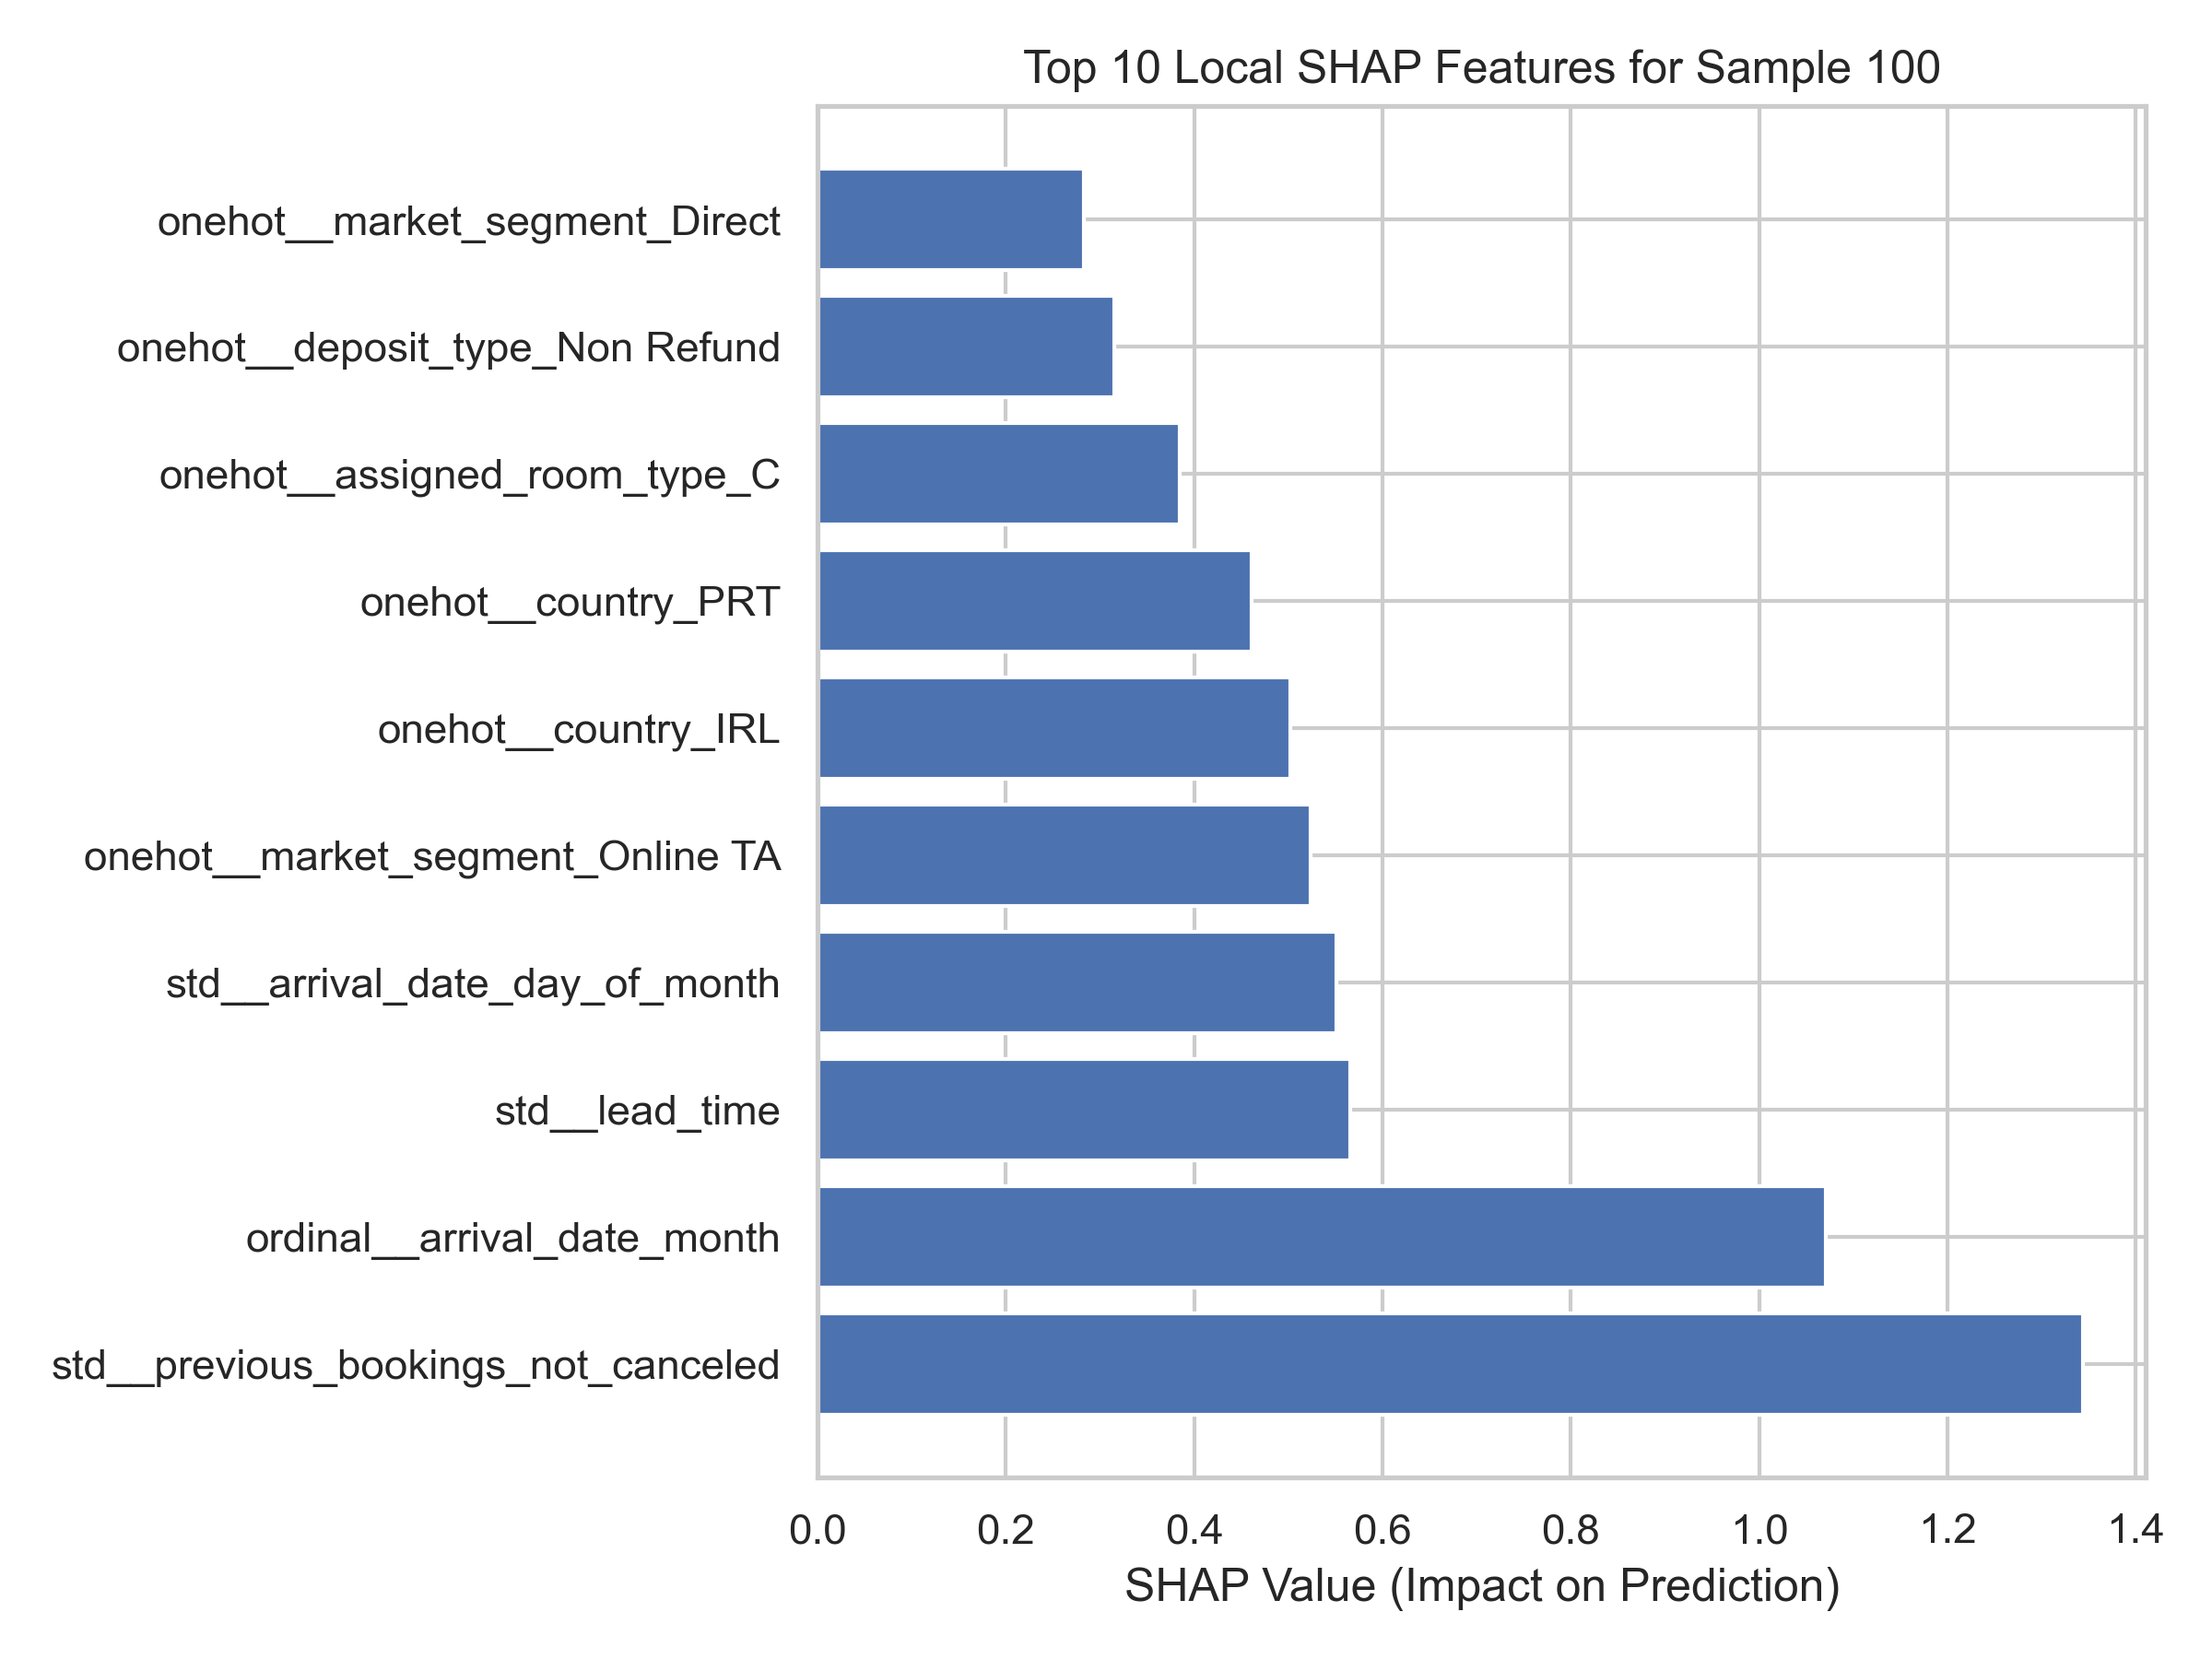 Top 10 Local SHAP Features for Sample 100
onehot__market_segment_Direct
onehot__deposit_type_Non Refund
onehot__assigned_room_type_C
onehot__country_PRT
onehot__country_IRL
onehot__market_segment_Online TA
std__arrival_date_day_of_month
std__lead_time
ordinal__arrival_date_month
std__previous_bookings_not_canceled
0.0 0.2 0.4 0.6 0.8 1.0 1.2 1.4
SHAP Value (Impact on Prediction)